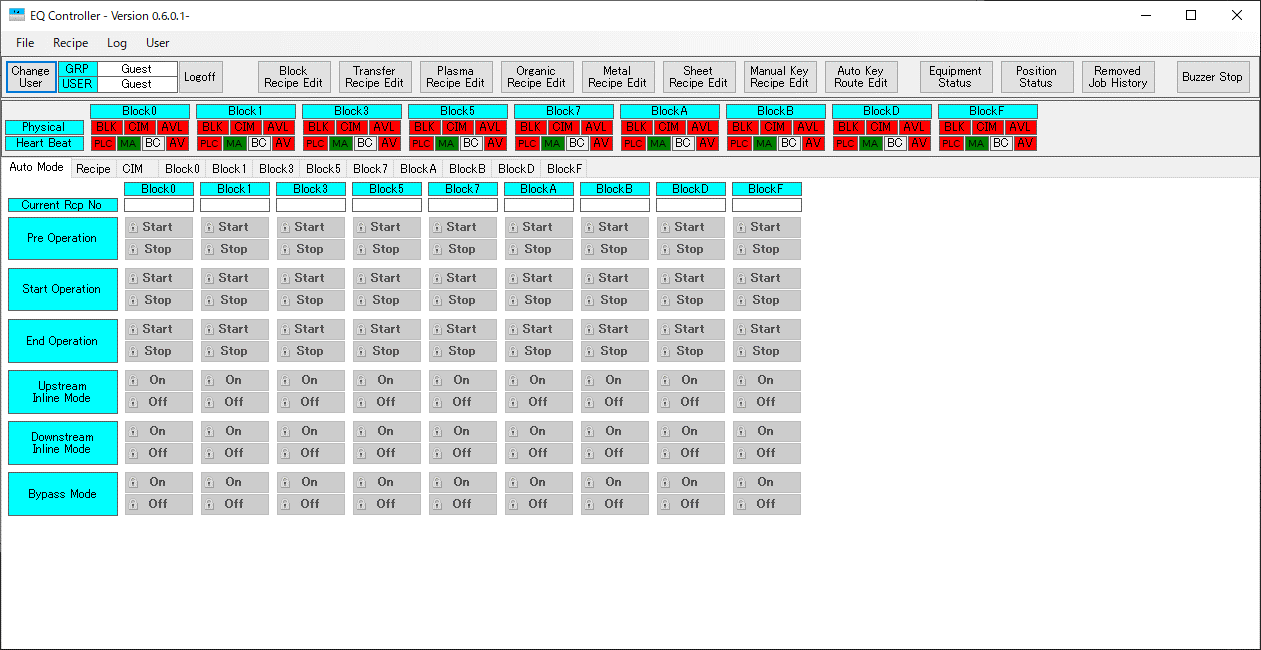 EQ Controller - Version 0.6.0.1-
File Recipe Log User
Change User GRP Guest USER Guest Logoff Block Recipe Edit Transfer Recipe Edit Plasma Recipe Edit Organic Recipe Edit Metal Recipe Edit Sheet Recipe Edit Manual Key Recipe Edit Auto Key Route Edit Equipment Status Position Status Removed Job History Buzzer Stop
Block0 Block1 Block3 Block5 Block7 BlockA BlockB BlockD BlockF
Physical BLK CIM AVL BLK CIM AVL BLK CIM AVL BLK CIM AVL BLK CIM AVL BLK CIM AVL BLK CIM AVL BLK CIM AVL BLK CIM AVL
Heart Beat PLC MA BC AV PLC MA BC AV PLC MA BC AV PLC MA BC AV PLC MA BC AV PLC MA BC AV PLC MA BC AV PLC MA BC AV PLC MA BC AV
Auto Mode Recipe CIM Block0 Block1 Block3 Block5 Block7 BlockA BlockB BlockD BlockF
Block0 Block1 Block3 Block5 Block7 BlockA BlockB BlockD BlockF
Current Rcp No
Pre Operation
Start Start Start Start Start Start Start Start Start
Stop Stop Stop Stop Stop Stop Stop Stop Stop
Start Operation
Start Start Start Start Start Start Start Start Start
Stop Stop Stop Stop Stop Stop Stop Stop Stop
End Operation
Start Start Start Start Start Start Start Start Start
Stop Stop Stop Stop Stop Stop Stop Stop Stop
Upstream
Inline Mode
On On On On On On On On On
Off Off Off Off Off Off Off Off Off
Downstream
Inline Mode
On On On On On On On On On
Off Off Off Off Off Off Off Off Off
Bypass Mode
On On On On On On On On On
Off Off Off Off Off Off Off Off Off